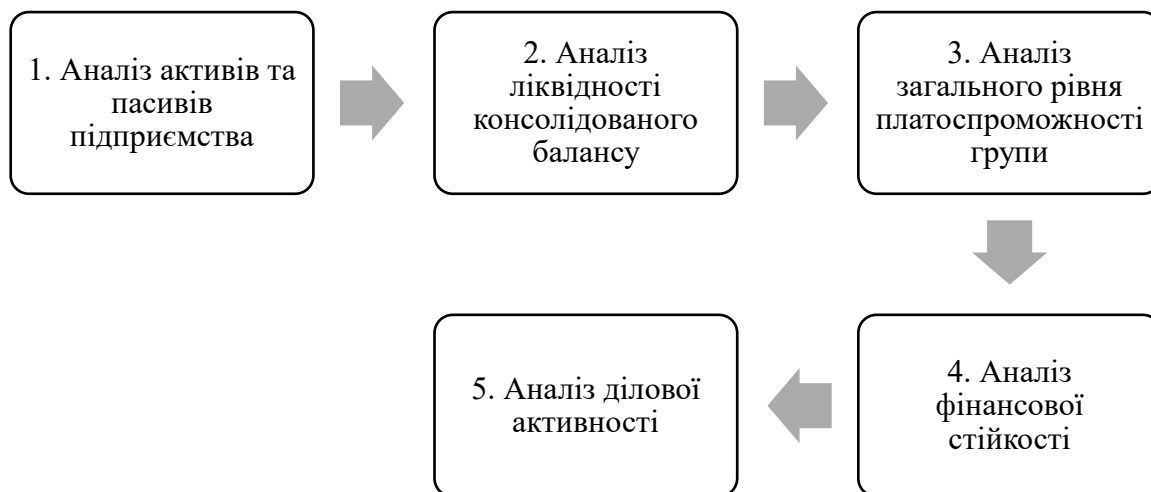 1. Аналіз активів та
пасивів
підприємства
2. Аналіз
ліквідності
консолідованого
балансу
3. Аналіз
загального рівня
платоспроможності
групи
4. Аналіз
фінансової
стійкості
5. Аналіз ділової
активності